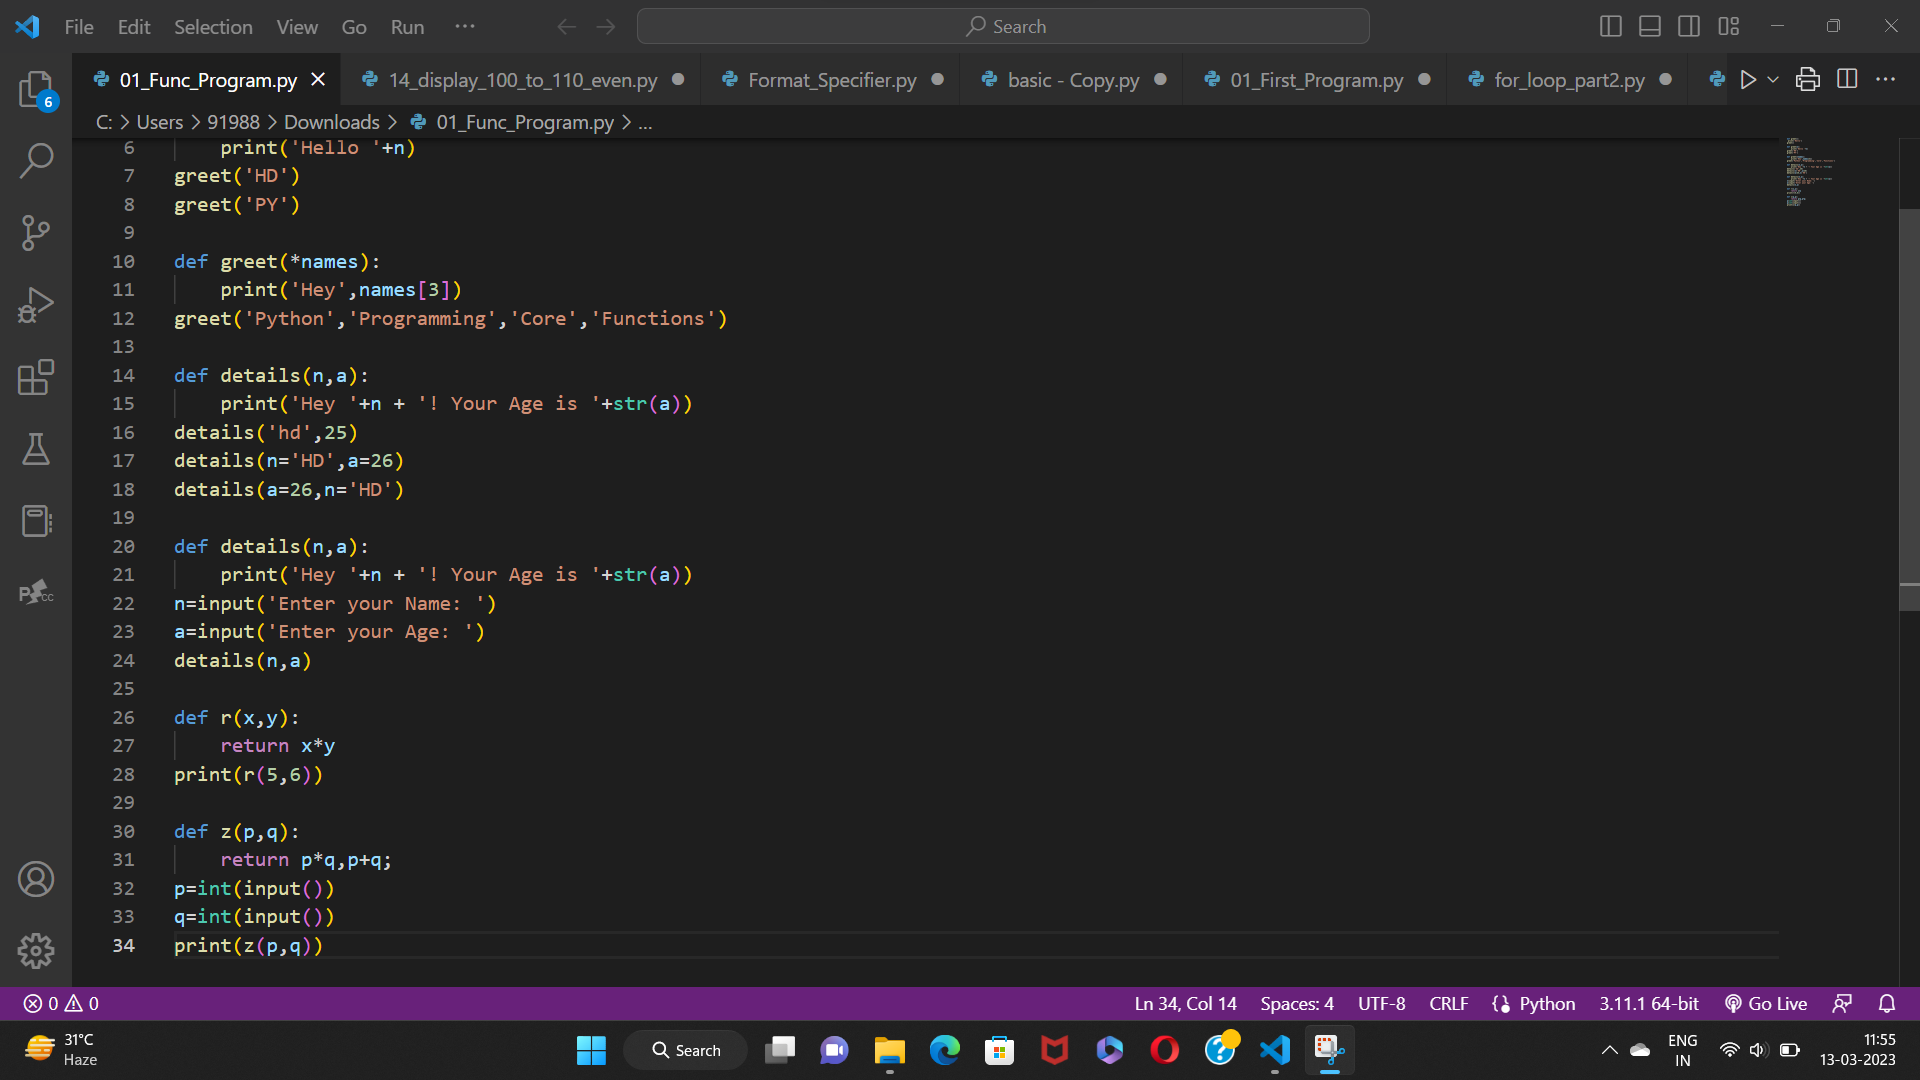 File Edit Selection View Go Run ··· Search
01_Func_Program.py 14_display_100_to_110_even.py Format_Specifier.py basic - Copy.py 01_First_Program.py for_loop_part2.py
6
C: > Users > 91988 > Downloads > 01_Func_Program.py > ...
6     print('Hello '+n)
7 greet('HD')
8 greet('PY')
9
10 def greet(*names):
11     print('Hey',names[3])
12 greet('Python','Programming','Core','Functions')
13
14 def details(n,a):
15     print('Hey '+n + '! Your Age is '+str(a))
16 details('hd',25)
17 details(n='HD',a=26)
18 details(a=26,n='HD')
19
20 def details(n,a):
21     print('Hey '+n + '! Your Age is '+str(a))
22 n=input('Enter your Name: ')
23 a=input('Enter your Age: ')
24 details(n,a)
25
26 def r(x,y):
27     return x*y
28 print(r(5,6))
29
30 def z(p,q):
31     return p*q,p+q;
32 p=int(input())
33 q=int(input())
34 print(z(p,q))
0 0 Ln 34, Col 14 Spaces: 4 UTF-8 CRLF Python 3.11.1 64-bit Go Live
31°C
Haze
Search
ENG
IN
11:55
13-03-2023